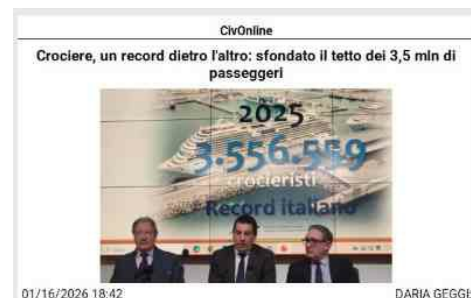 CivOnline
Crociere, un record dietro l'altro: sfondato il tetto dei 3,5 mln di
passeggeri
2025
3.556.559
crocieristi
Record italiano
01/16/2026 18:42
DARIA GEGGI